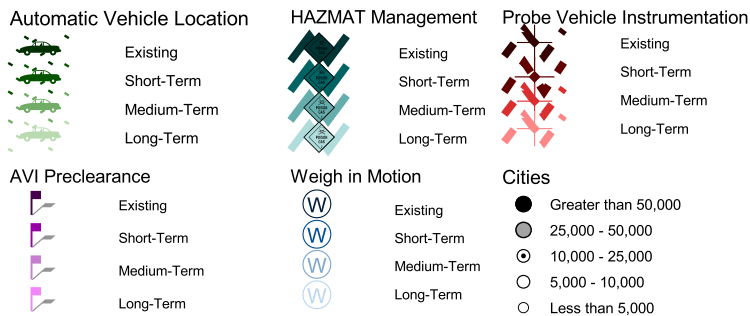 Automatic Vehicle Location
Existing
Short-Term
Medium-Term
Long-Term
HAZMAT Management
Existing
Short-Term
Medium-Term
Long-Term
Probe Vehicle Instrumentation
Existing
Short-Term
Medium-Term
Long-Term
AVI Preclearance
Existing
Short-Term
Medium-Term
Long-Term
Weigh in Motion
W
Existing
W
Short-Term
W
Medium-Term
W
Long-Term
Cities
Greater than 50,000
25,000 - 50,000
10,000 - 25,000
5,000 - 10,000
Less than 5,000